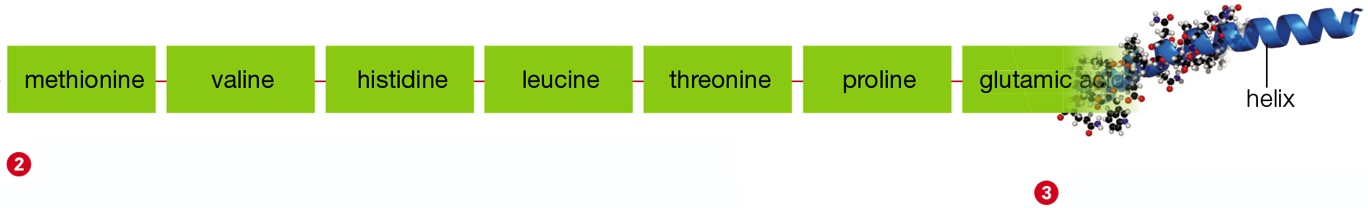 methionine valine histidine leucine threonine proline glutamic acid
helix
2
3